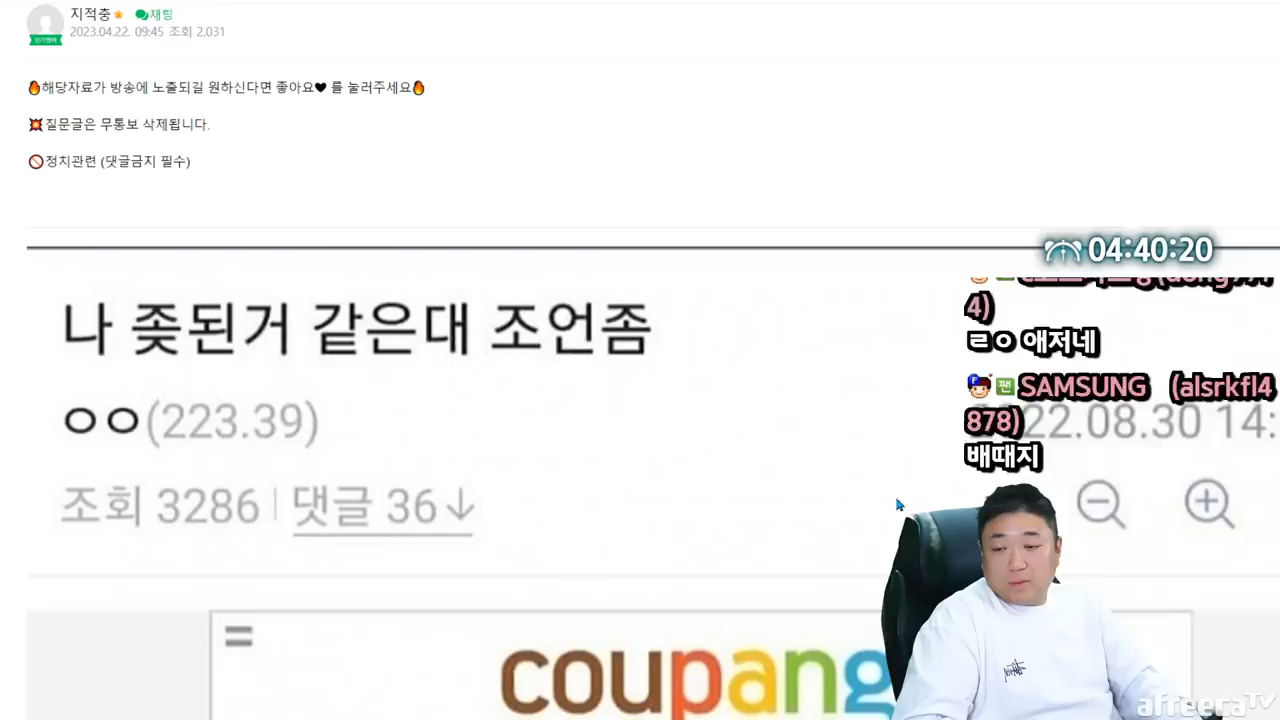 지적충 채팅
2023.04.22. 09:45 조회 2,031
해당자료가 방송에 노출되길 원하신다면 좋아요🖤 를 눌러주세요
질문글은 무통보 삭제됩니다.
정치관련 (댓글금지 필수)
04:40:20
나 좆된거 같은대 조언좀
4)
ㄹㅇ 애저네
ㅇㅇ(223.39)
SAMSUNG (alsrkfl4
878)
22.08.30 14:
배때지
조회 3286 댓글 36↓
coupang
afreecaTV